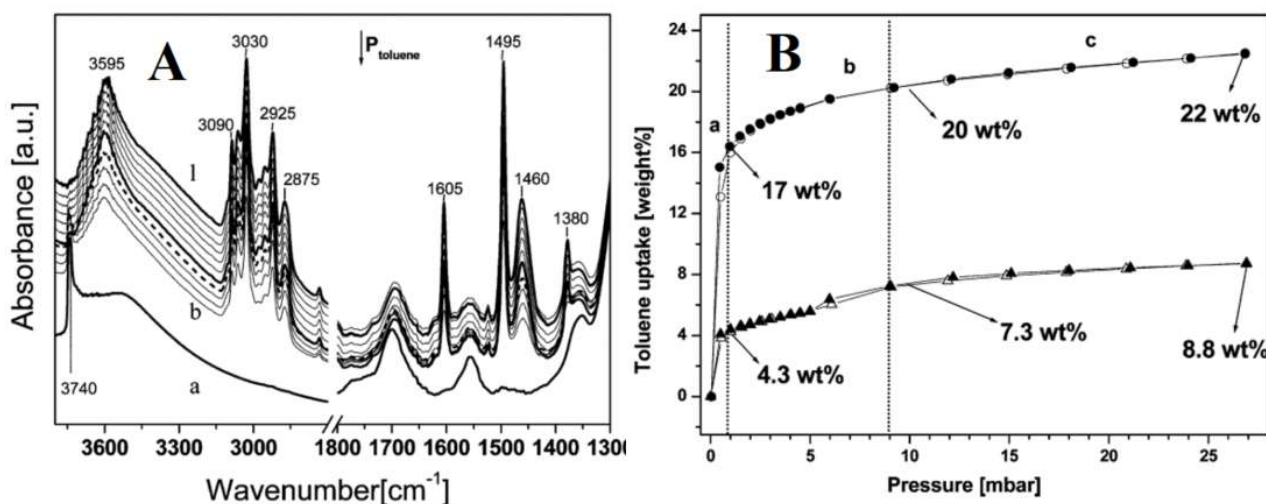 A
P toluene
3595
3030
3090
2925
2875
1605
1495
1460
1380
l
b
a
3740
Absorbance [a.u.]
3600 3300 3000 1800 1700 1600 1500 1400 1300
Wavenumber[cm-1]
B
a
b
c
17 wt%
20 wt%
22 wt%
4.3 wt%
7.3 wt%
8.8 wt%
Toluene uptake [weight%]
24
20
16
12
8
4
0
0 5 10 15 20 25
Pressure [mbar]